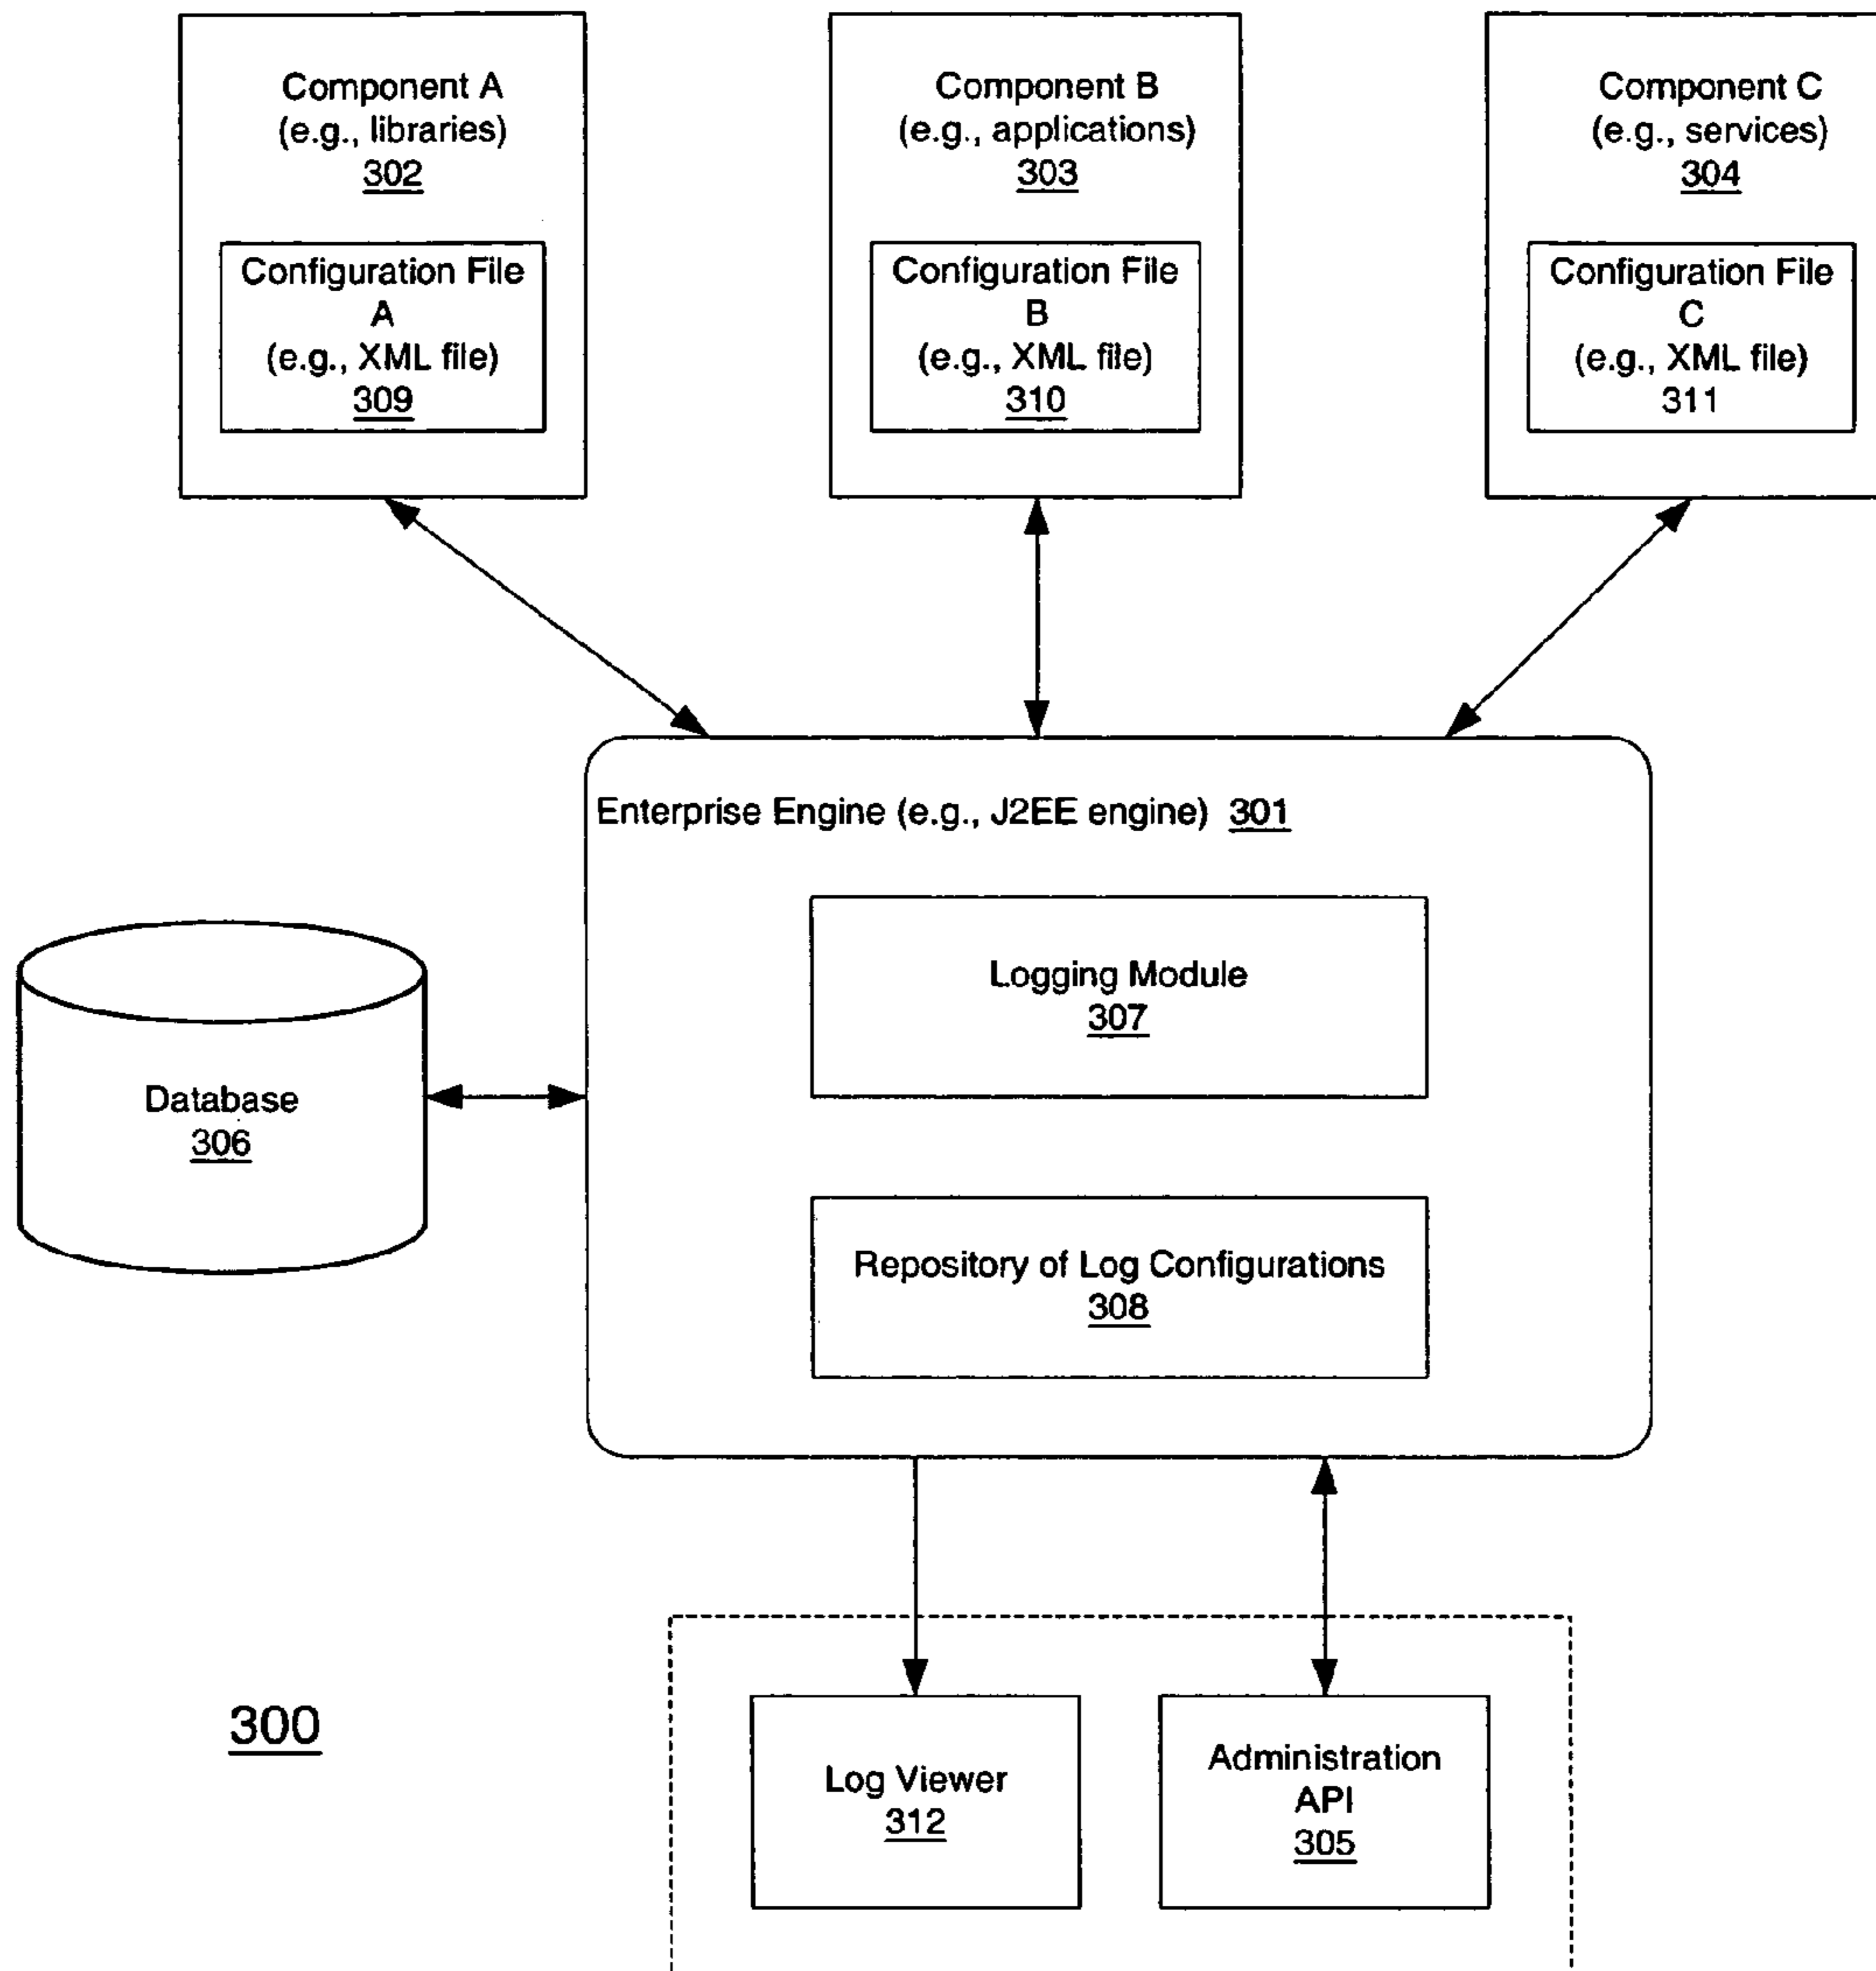 Component A
(e.g., libraries)
302
Configuration File
A
(e.g., XML file)
309
Component B
(e.g., applications)
303
Configuration File
B
(e.g., XML file)
310
Component C
(e.g., services)
304
Configuration File
C
(e.g., XML file)
311
Enterprise Engine (e.g., J2EE engine) 301
Logging Module
307
Database
306
Repository of Log Configurations
308
300
Log Viewer
312
Administration
API
305